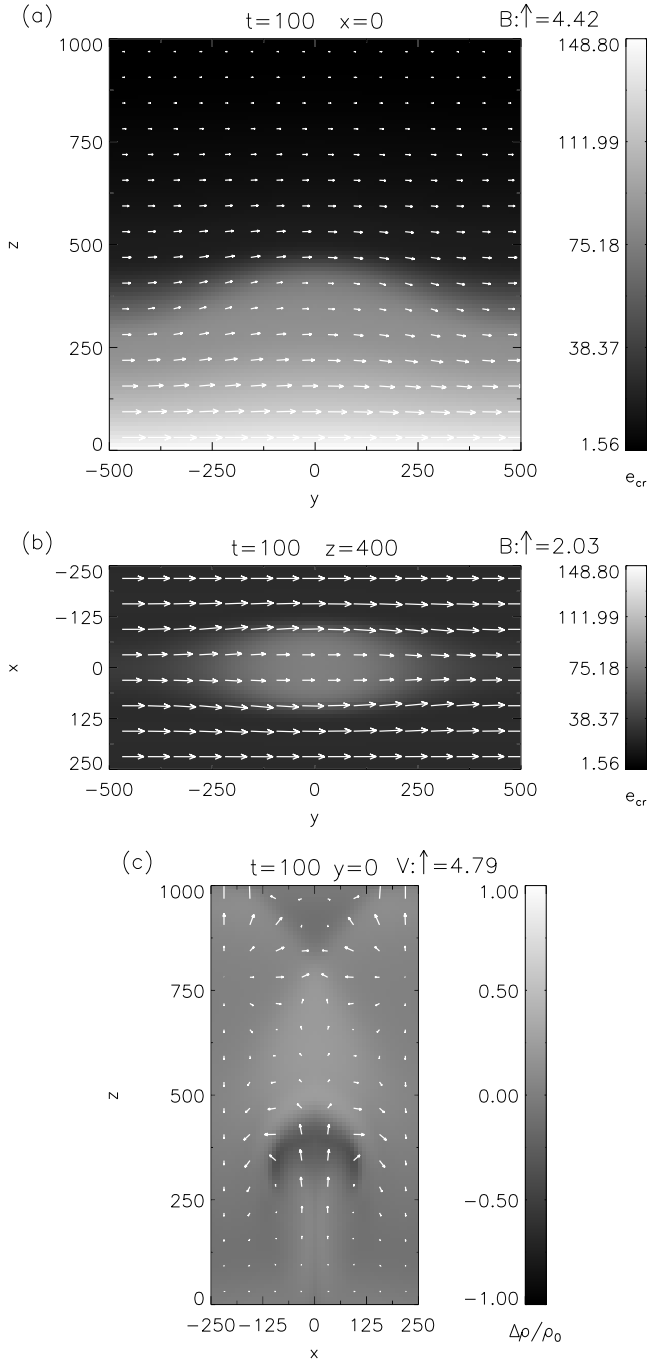 (a) t=100 x=0 B:↑=4.42
1000
750
500
250
0
z
−500 −250 0 250 500
y
148.80
111.99
75.18
38.37
1.56
e_cr
(b) t=100 z=400 B:↑=2.03
−250
−125
0
125
250
x
−500 −250 0 250 500
y
148.80
111.99
75.18
38.37
1.56
e_cr
(c) t=100 y=0 V:↑=4.79
1000
750
500
250
0
z
−250 −125 0 125 250
x
1.00
0.50
0.00
−0.50
−1.00
Δρ/ρ₀